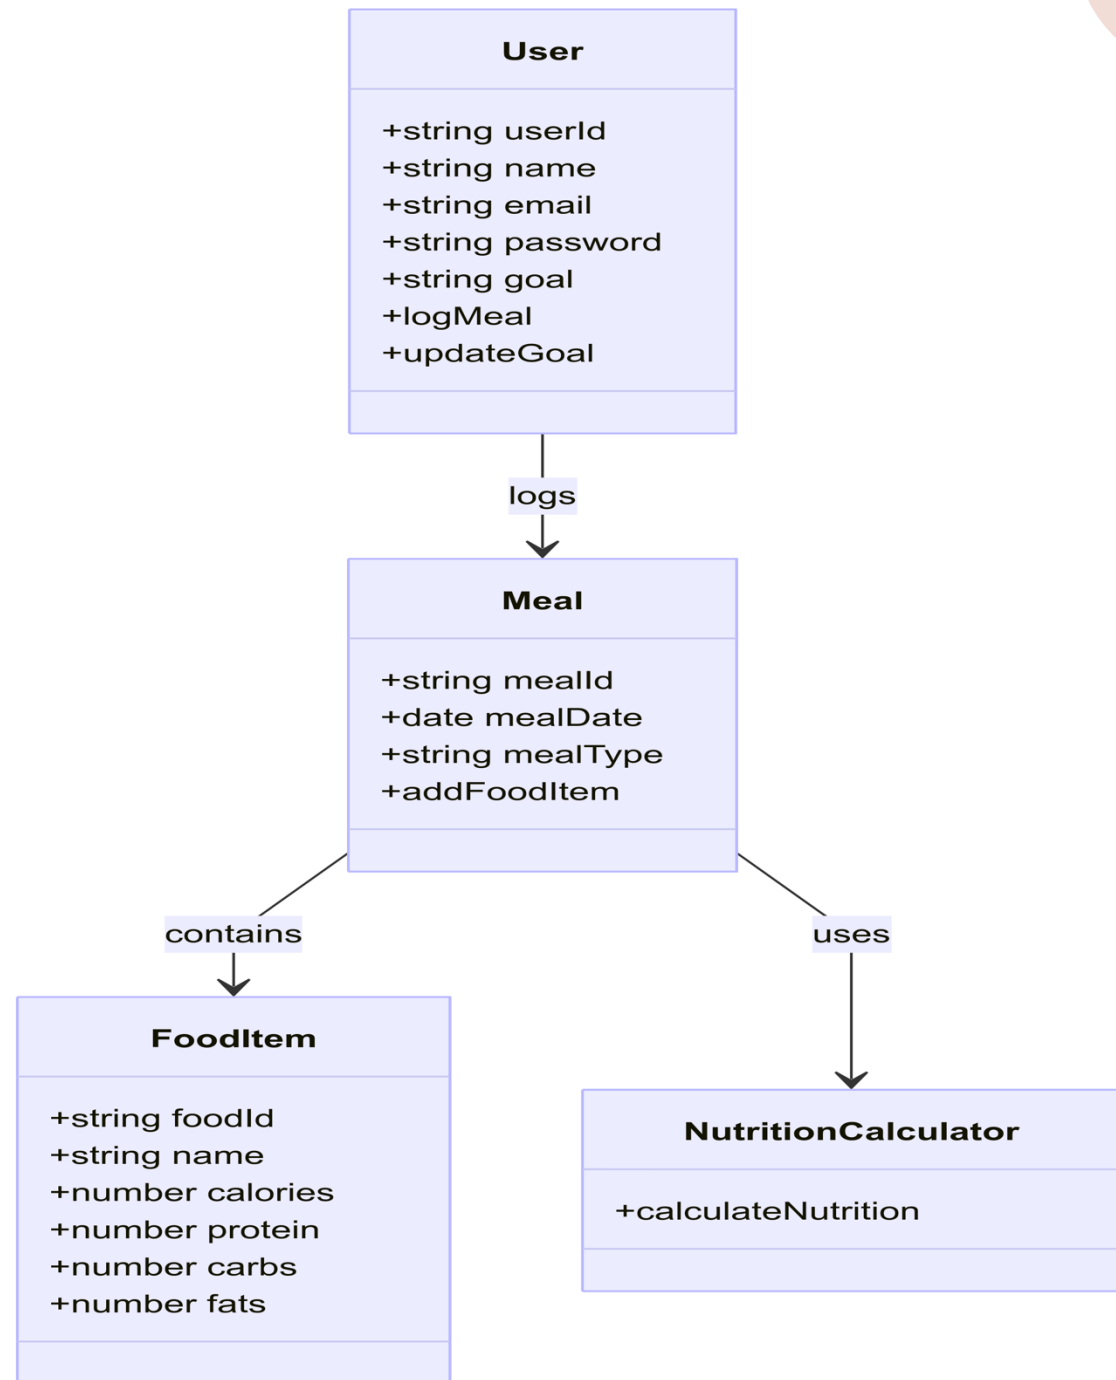 User
+string userId
+string name
+string email
+string password
+string goal
+logMeal
+updateGoal
logs
Meal
+string mealId
+date mealDate
+string mealType
+addFoodItem
contains
uses
FoodItem
+string foodId
+string name
+number calories
+number protein
+number carbs
+number fats
NutritionCalculator
+calculateNutrition